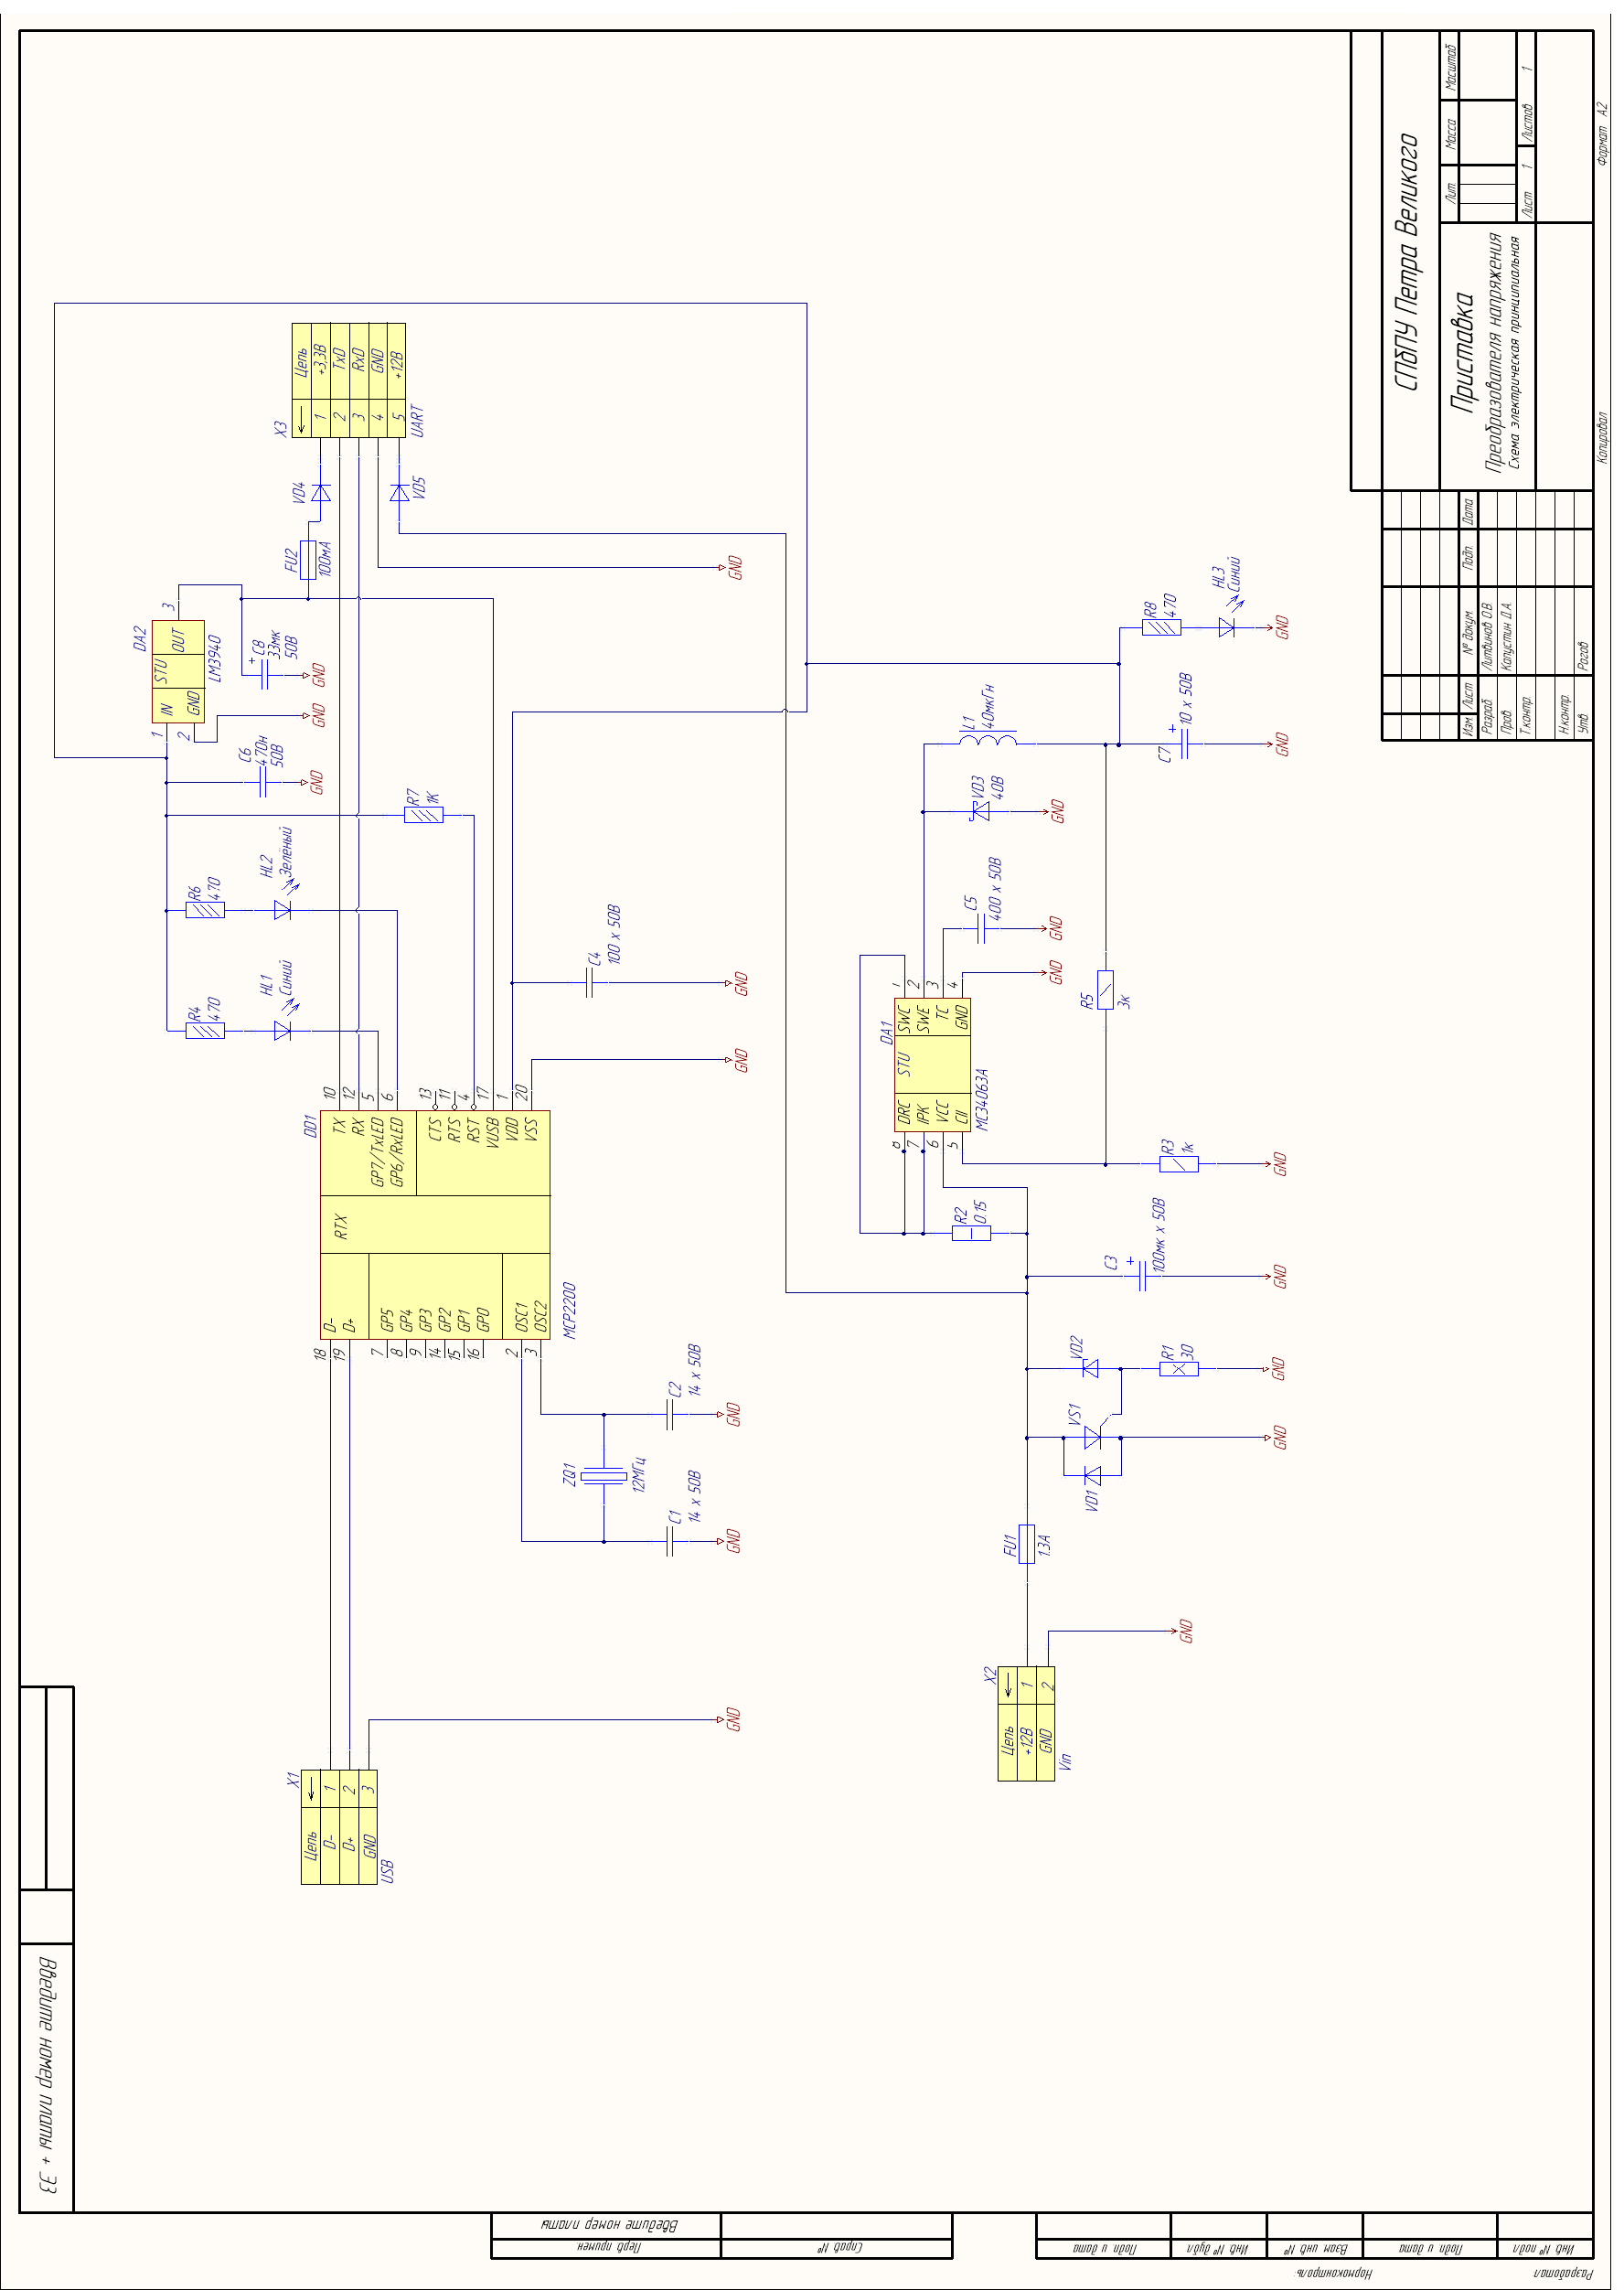 DA2
STU
IN
OUT
GND
LM3940
1
2
3
C8
33мк
50В
+
GND
GND
C6
470н
50В
GND
R6
470
HL2
Зелёный
R4
470
HL1
Синий
R7
1К
FU2
100мА
VD4
VD5
X3
Цепь
1 +3,3В
2 TxD
3 RxD
4 GND
5 +12В
UART
GND
DD1
RTX
D-
D+
GP5
GP4
GP3
GP2
GP1
GP0
OSC1
OSC2
TX
RX
GP7/TxLED
GP6/RxLED
CTS
RTS
RST
VUSB
VDD
VSS
18
19
7
8
9
14
15
16
2
3
10
12
5
6
13
11
4
17
1
20
MCP2200
C4
100 x 50В
GND
GND
ZQ1
12МГц
C1
14 x 50В
GND
C2
14 x 50В
GND
X1
Цепь
D- 1
D+ 2
GND 3
USB
GND
X2
Цепь
+12В 1
GND 2
Vin
GND
FU1
1.3А
VD1
VS1
GND
VD2
R1
30
GND
C3
+
100мк x 50В
GND
R2
0.15
DA1
STU
DRC
IPK
VCC
CII
SWC
SWE
TC
GND
8
7
6
5
1
2
3
4
MC34063A
R3
1к
GND
R5
3к
GND
C5
400 x 50В
GND
VD3
40В
GND
L1
40мкГн
C7
+
10 x 50В
GND
R8
470
HL3
Синий
GND
СПбПУ Петра Великого
Приставка
Преобразователя напряжения
Схема электрическая принципиальная
Лит.
Масса
Масштаб
Лист 1
Листов 1
Изм.
Лист
№ докум.
Подп.
Дата
Разраб.
Литвинов О.В.
Пров.
Капустин Д.А.
Т.контр.
Н.контр.
Утв.
Рогов
Копировал
Формат А2
Введите номер платы + ЭЗ
Введите номер платы
Перв. примен.
Справ. №
Подп. и дата
Инв. № дубл.
Взам. инв. №
Подп. и дата
Инв. № подл.
Нормоконтроль:
Разработал